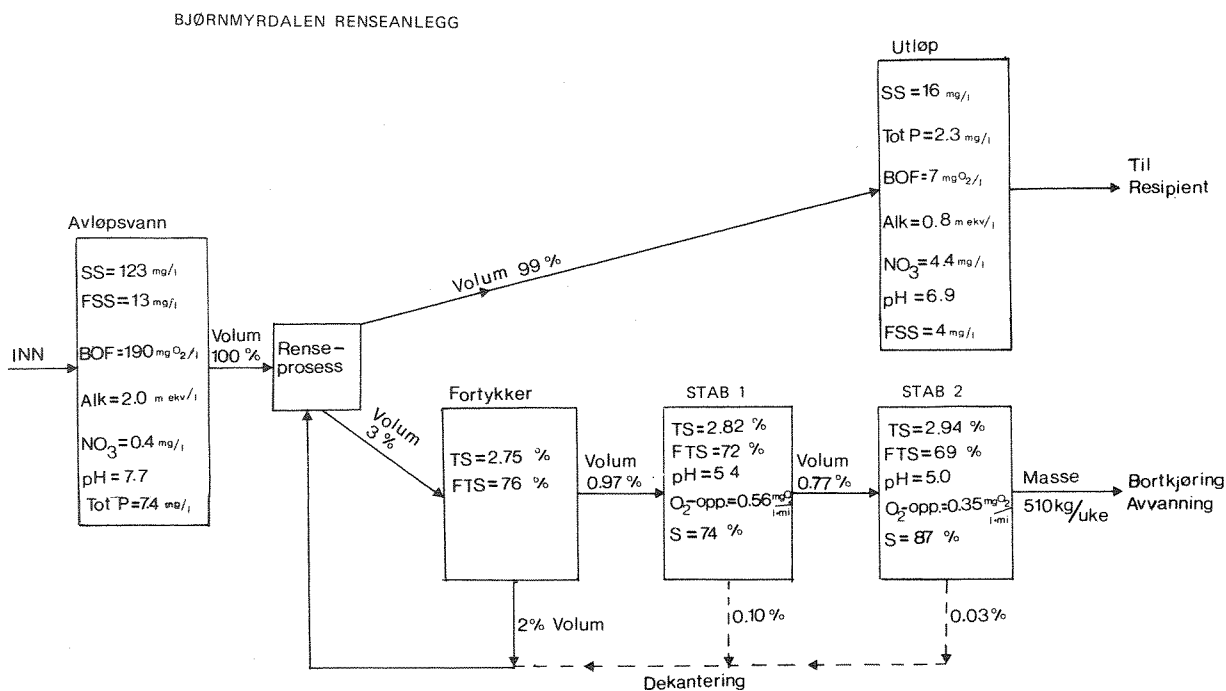 BJØRNMYRDALEN RENSEANLEGG
Utløp
SS=16 mg/l
Tot P=2.3 mg/l
BOF=7 mgO2/l
Alk=0.8 m ekv/l
NO3=4.4 mg/l
pH=6.9
FSS=4 mg/l
Til
Resipient
Avløpsvann
SS=123 mg/l
FSS=13 mg/l
BOF=190 mgO2/l
Alk=2.0 m ekv/l
NO3=0.4 mg/l
pH=7.7
Tot P=7.4 mg/l
INN
Volum
100 %
Rense-
prosess
Volum 99 %
Volum
3 %
Fortykker
TS=2.75 %
FTS=76 %
Volum
0.97 %
STAB 1
TS=2.82 %
FTS=72 %
pH=5.4
O2-opp.=0.56 mgO2/l·mi
S=74 %
Volum
0.77 %
STAB 2
TS=2.94 %
FTS=69 %
pH=5.0
O2-opp.=0.35 mgO2/l·mi
S=87 %
Masse
510kg/uke
Bortkjøring
Avvanning
2% Volum
0.10 %
0.03 %
Dekantering